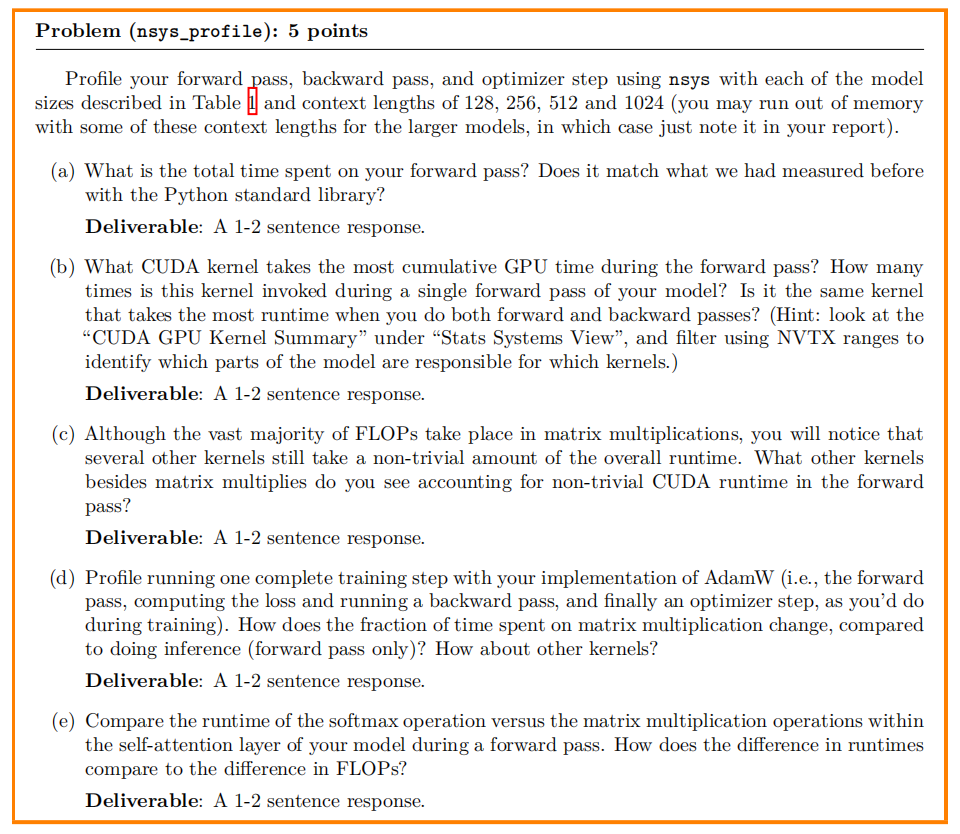 Problem (nsys_profile): 5 points
Profile your forward pass, backward pass, and optimizer step using nsys with each of the model
sizes described in Table 1 and context lengths of 128, 256, 512 and 1024 (you may run out of memory
with some of these context lengths for the larger models, in which case just note it in your report).
(a) What is the total time spent on your forward pass? Does it match what we had measured before
with the Python standard library?
Deliverable: A 1-2 sentence response.
(b) What CUDA kernel takes the most cumulative GPU time during the forward pass? How many
times is this kernel invoked during a single forward pass of your model? Is it the same kernel
that takes the most runtime when you do both forward and backward passes? (Hint: look at the
“CUDA GPU Kernel Summary” under “Stats Systems View”, and filter using NVTX ranges to
identify which parts of the model are responsible for which kernels.)
Deliverable: A 1-2 sentence response.
(c) Although the vast majority of FLOPs take place in matrix multiplications, you will notice that
several other kernels still take a non-trivial amount of the overall runtime. What other kernels
besides matrix multiplies do you see accounting for non-trivial CUDA runtime in the forward
pass?
Deliverable: A 1-2 sentence response.
(d) Profile running one complete training step with your implementation of AdamW (i.e., the forward
pass, computing the loss and running a backward pass, and finally an optimizer step, as you’d do
during training). How does the fraction of time spent on matrix multiplication change, compared
to doing inference (forward pass only)? How about other kernels?
Deliverable: A 1-2 sentence response.
(e) Compare the runtime of the softmax operation versus the matrix multiplication operations within
the self-attention layer of your model during a forward pass. How does the difference in runtimes
compare to the difference in FLOPs?
Deliverable: A 1-2 sentence response.